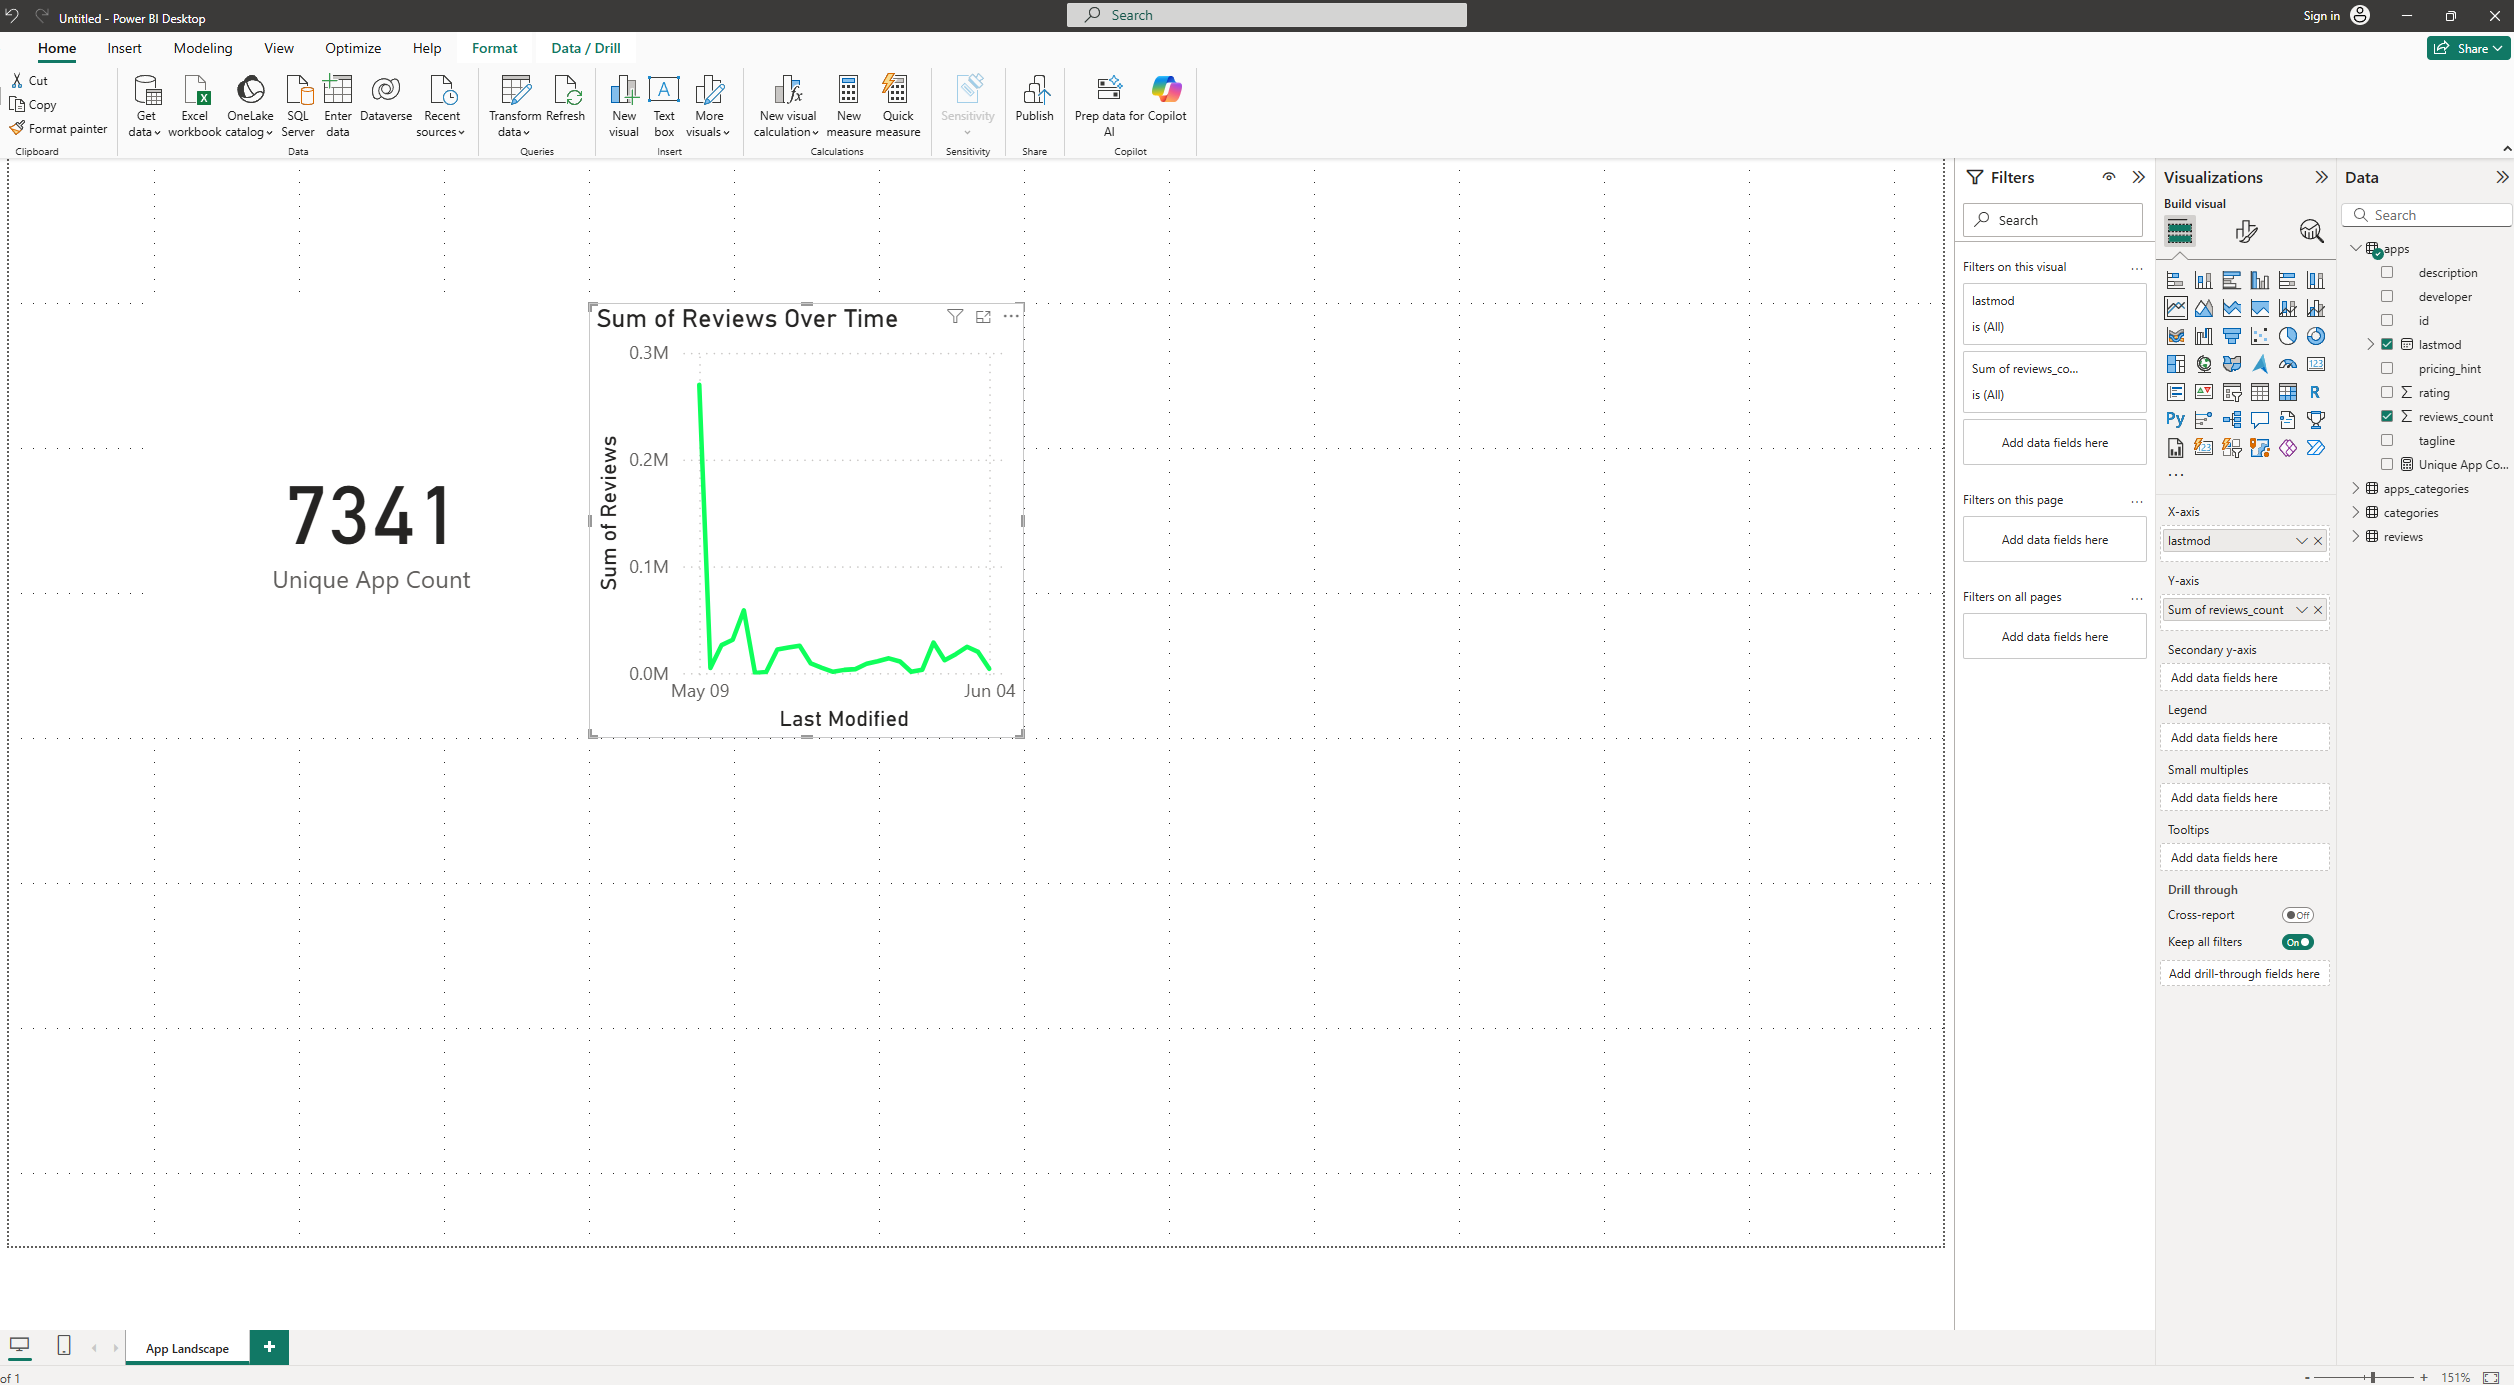 Untitled - Power BI Desktop
Search
Sign in
Home
Insert
Modeling
View
Optimize
Help
Format
Data / Drill
Share
Cut
Copy
Format painter
Clipboard
Get
data
Excel
workbook
OneLake
catalog
SQL
Server
Enter
data
Dataverse
Recent
sources
Data
Transform
data
Refresh
Queries
New
visual
Text
box
More
visuals
Insert
New visual
calculation
New
measure
Quick
measure
Calculations
Sensitivity
Sensitivity
Publish
Share
Prep data for
AI
Copilot
Copilot
7341
Unique App Count
Sum of Reviews Over Time
Sum of Reviews
0.3M
0.2M
0.1M
0.0M
May 09
Jun 04
Last Modified
Filters
Search
Filters on this visual
lastmod
is (All)
Sum of reviews_co...
is (All)
Add data fields here
Filters on this page
Add data fields here
Filters on all pages
Add data fields here
Visualizations
Build visual
123
R
Py
X-axis
lastmod
Y-axis
Sum of reviews_count
Secondary y-axis
Add data fields here
Legend
Add data fields here
Small multiples
Add data fields here
Tooltips
Add data fields here
Drill through
Cross-report
Off
Keep all filters
On
Add drill-through fields here
Data
Search
apps
description
developer
id
lastmod
pricing_hint
rating
reviews_count
tagline
Unique App Co...
apps_categories
categories
reviews
App Landscape
of 1
151%